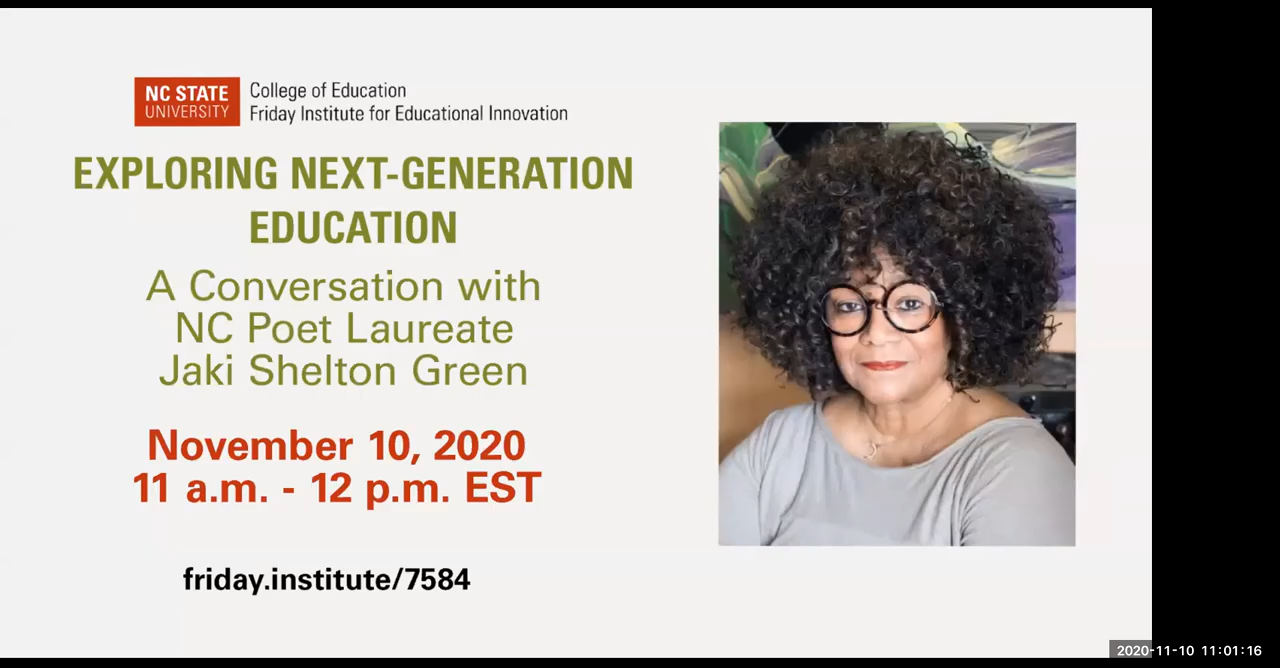 NC STATE
UNIVERSITY
College of Education
Friday Institute for Educational Innovation
EXPLORING NEXT-GENERATION
EDUCATION
A Conversation with
NC Poet Laureate
Jaki Shelton Green
November 10, 2020
11 a.m. - 12 p.m. EST
friday.institute/7584
2020-11-10 11:01:16